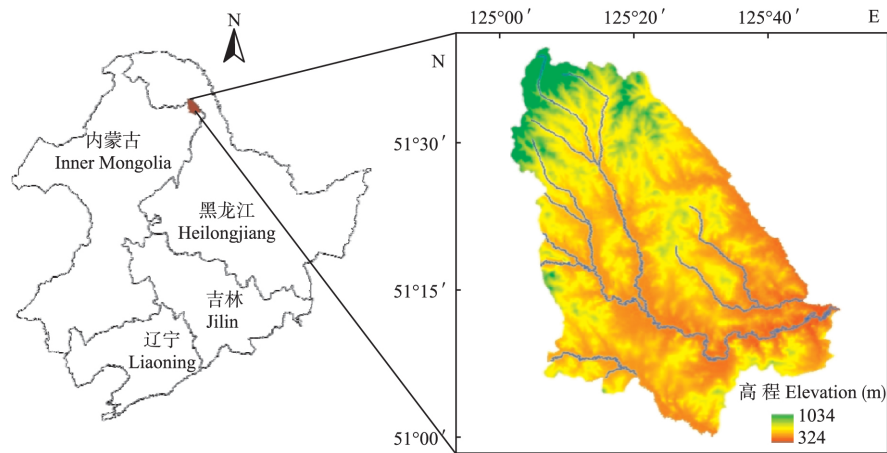 N
内蒙古
Inner Mongolia
黑龙江
Heilongjiang
吉林
Jilin
辽宁
Liaoning
125°00′ 125°20′ 125°40′ E
N
51°30′
51°15′
51°00′
高 程 Elevation (m)
1034
324